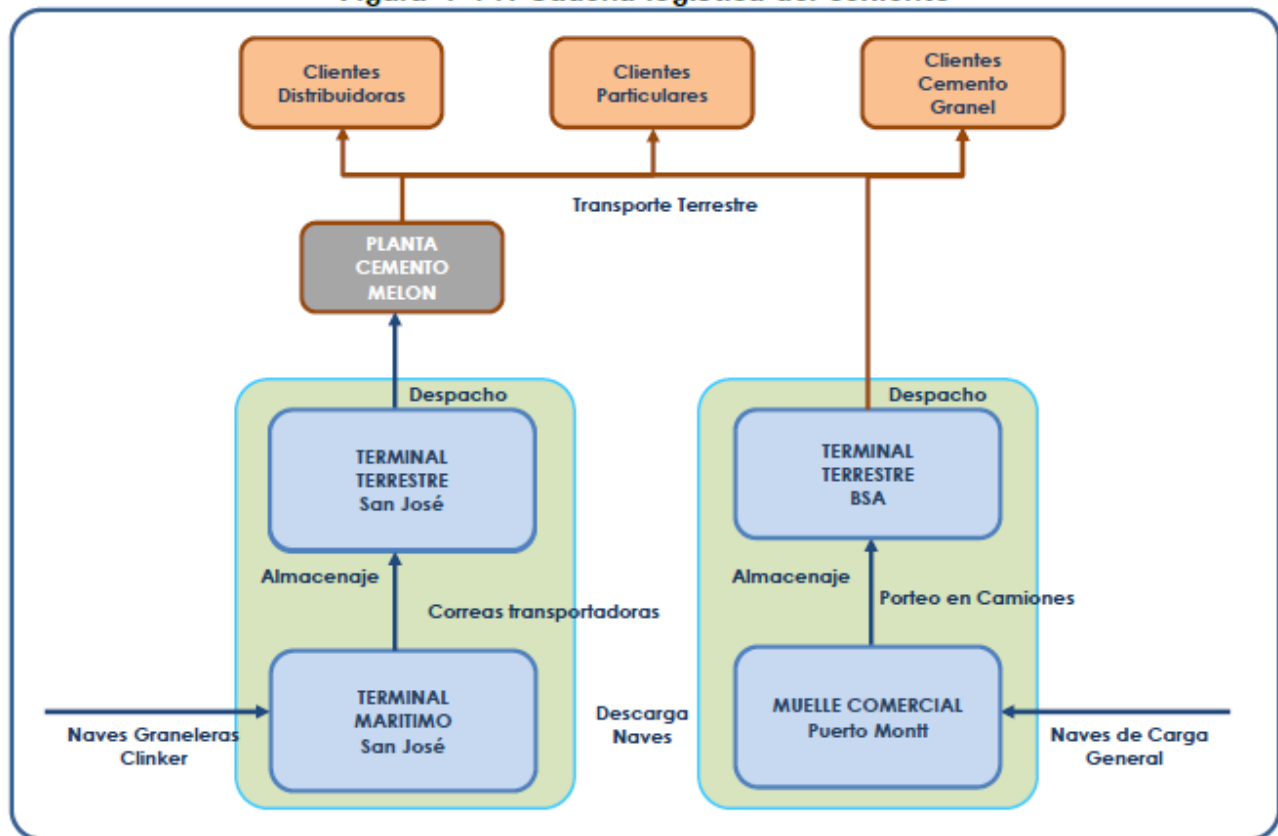 Clientes
Distribuidoras
Clientes
Particulares
Clientes
Cemento
Granel
Transporte Terrestre
PLANTA
CEMENTO
MELON
Despacho
Despacho
TERMINAL
TERRESTRE
San José
TERMINAL
TERRESTRE
BSA
Almacenaje
Almacenaje
Correas transportadoras
Porteo en Camiones
TERMINAL
MARITIMO
San José
Descarga
Naves
MUELLE COMERCIAL
Puerto Montt
Naves Graneleras
Clinker
Naves de Carga
General